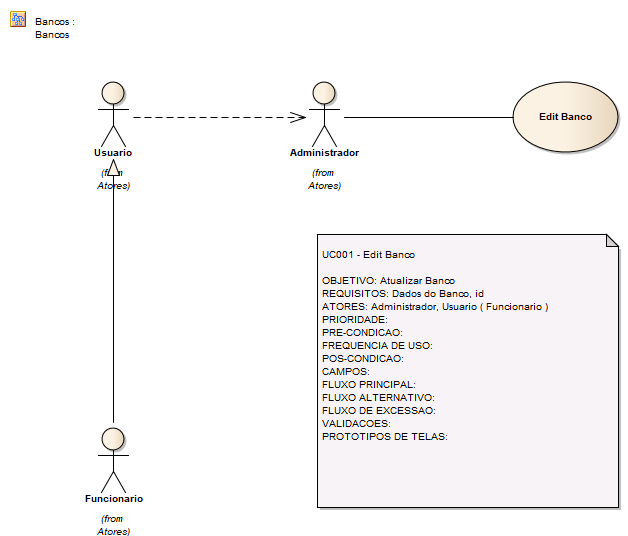 Bancos :
Bancos
Usuario
(from
Atores)
Administrador
(from
Atores)
Edit Banco
UC001 - Edit Banco
OBJETIVO: Atualizar Banco
REQUISITOS: Dados do Banco, id
ATORES: Administrador, Usuario ( Funcionario )
PRIORIDADE:
PRE-CONDICAO:
FREQUENCIA DE USO:
POS-CONDICAO:
CAMPOS:
FLUXO PRINCIPAL:
FLUXO ALTERNATIVO:
FLUXO DE EXCESSAO:
VALIDACOES:
PROTOTIPOS DE TELAS:
Funcionario
(from
Atores)